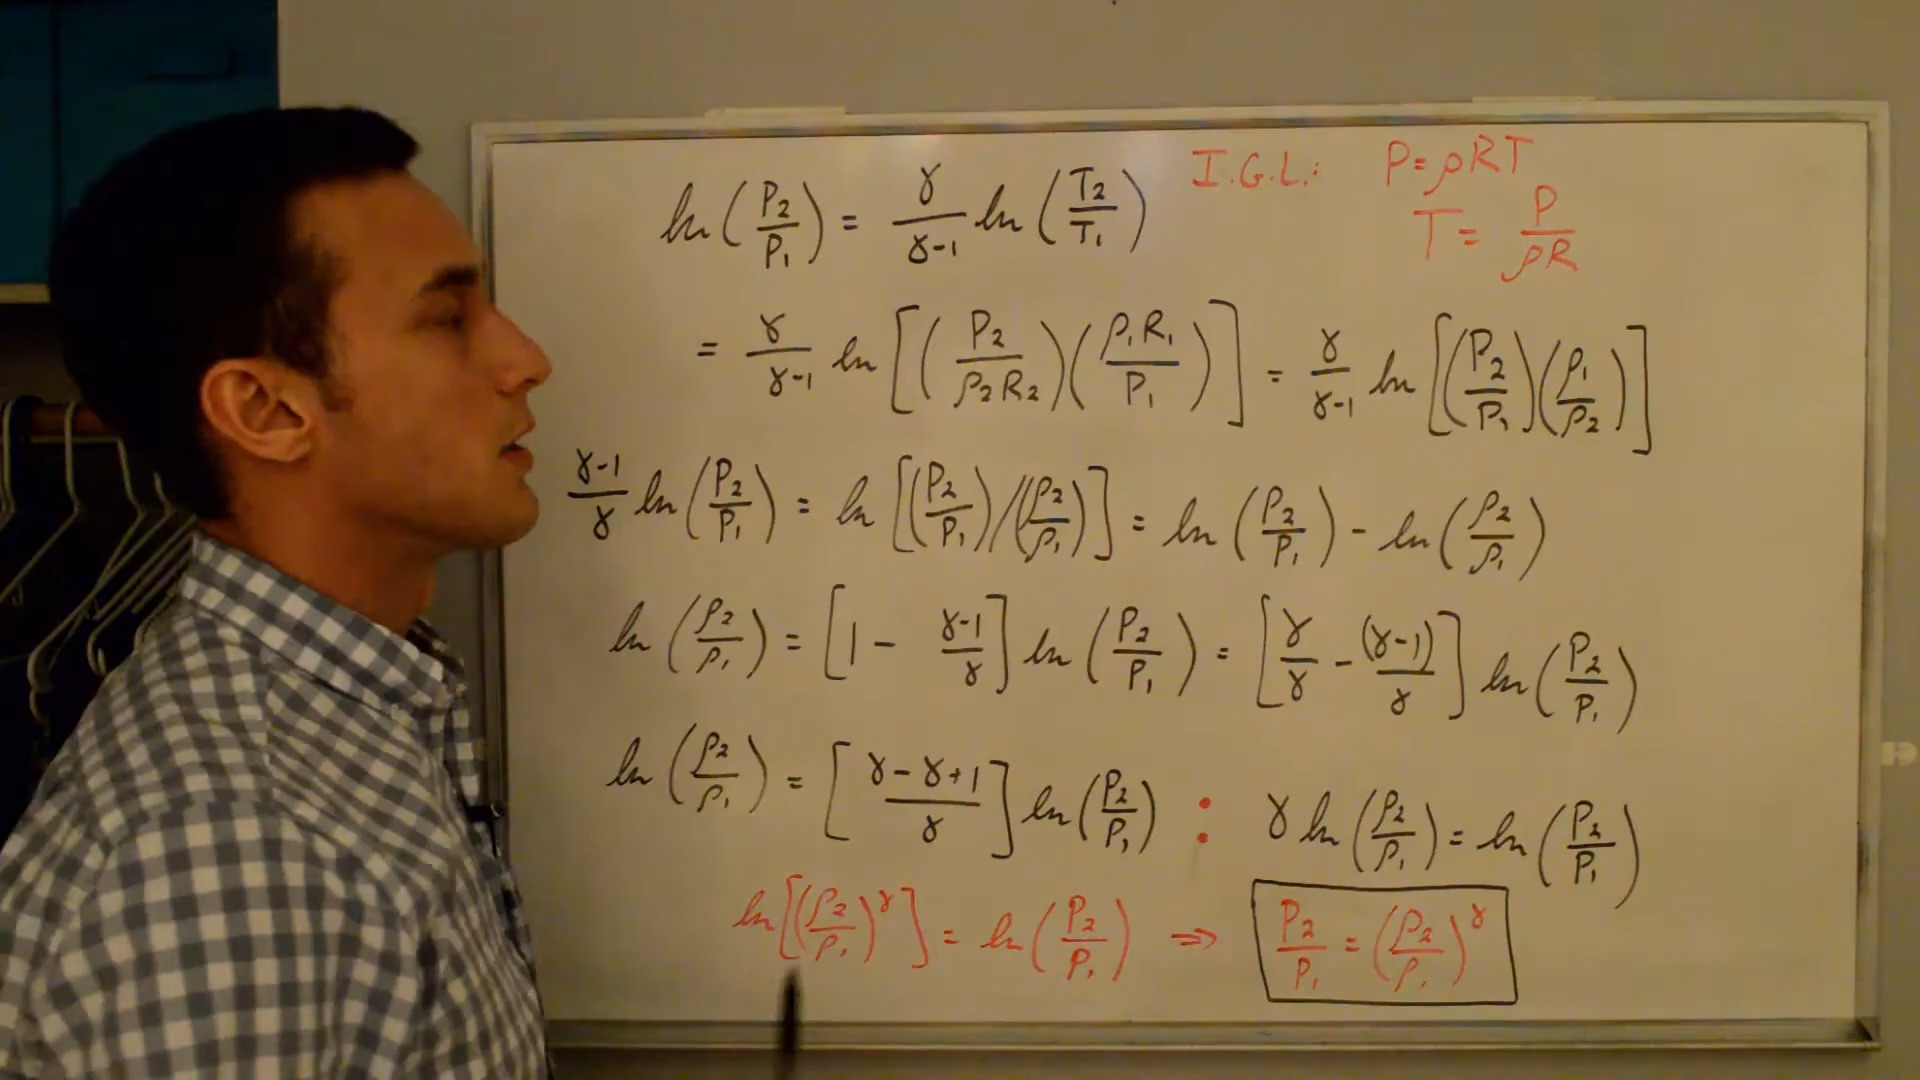 ln(P₂/P₁) = γ/(γ-1) ln(T₂/T₁)
I.G.L.: P=ρRT
T = P/(ρR)
= γ/(γ-1) ln[(P₂/(ρ₂R₂))(ρ₁R₁/P₁)] = γ/(γ-1) ln[(P₂/P₁)(ρ₁/ρ₂)]
(γ-1)/γ ln(P₂/P₁) = ln[(P₂/P₁)/(ρ₂/ρ₁)] = ln(P₂/P₁) - ln(ρ₂/ρ₁)
ln(ρ₂/ρ₁) = [1 - (γ-1)/γ] ln(P₂/P₁) = [γ/γ - (γ-1)/γ] ln(P₂/P₁)
ln(ρ₂/ρ₁) = [(γ-γ+1)/γ] ln(P₂/P₁) : γ ln(ρ₂/ρ₁) = ln(P₂/P₁)
ln[(ρ₂/ρ₁)^γ] = ln(P₂/P₁) ⇒ P₂/P₁ = (ρ₂/ρ₁)^γ